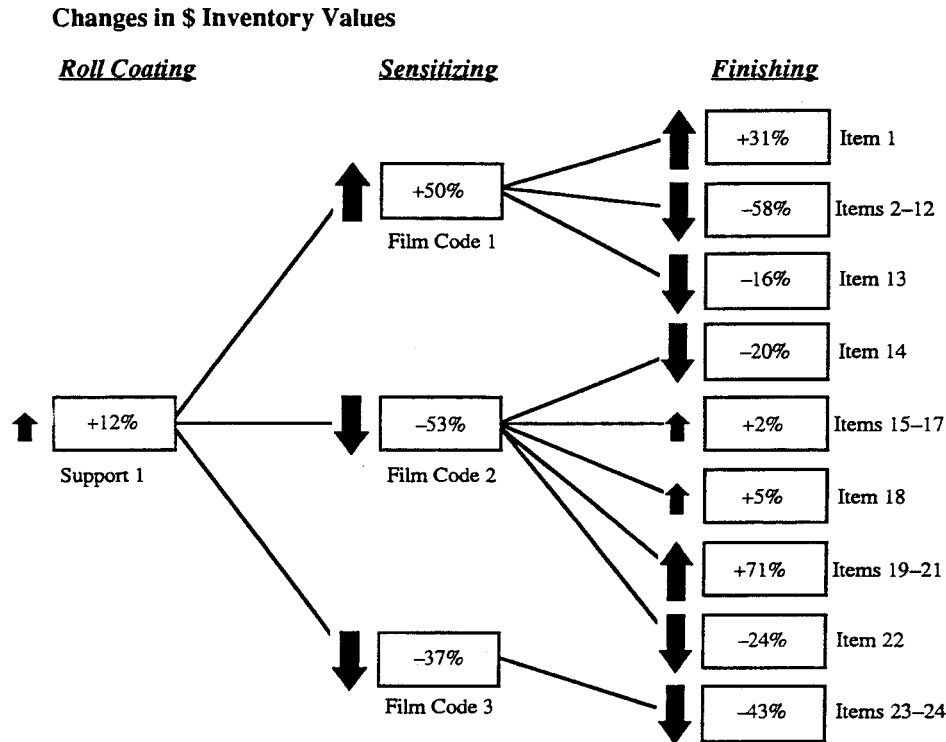 Changes in $ Inventory Values
Roll Coating Sensitizing Finishing
+31% Item 1
+50%
–58% Items 2–12
Film Code 1
–16% Item 13
–20% Item 14
+12% –53% +2% Items 15–17
Support 1 Film Code 2
+5% Item 18
+71% Items 19–21
–37% –24% Item 22
Film Code 3 –43% Items 23–24